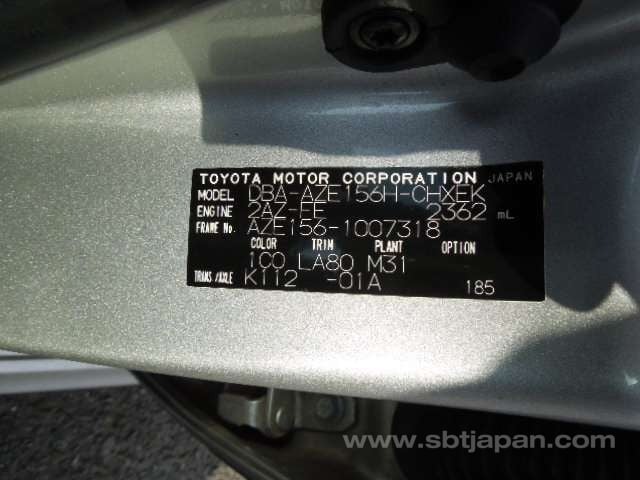 TOYOTA MOTOR CORPORATION JAPAN
MODEL DBA-AZE156H-CHXEK
ENGINE 2AZ-FE 2362 mL
FRAME No. AZE156-1007318
COLOR TRIM PLANT OPTION
1C0 LA80 M31
TRANS/AXLE K112 -01A 185
www.sbtjapan.com